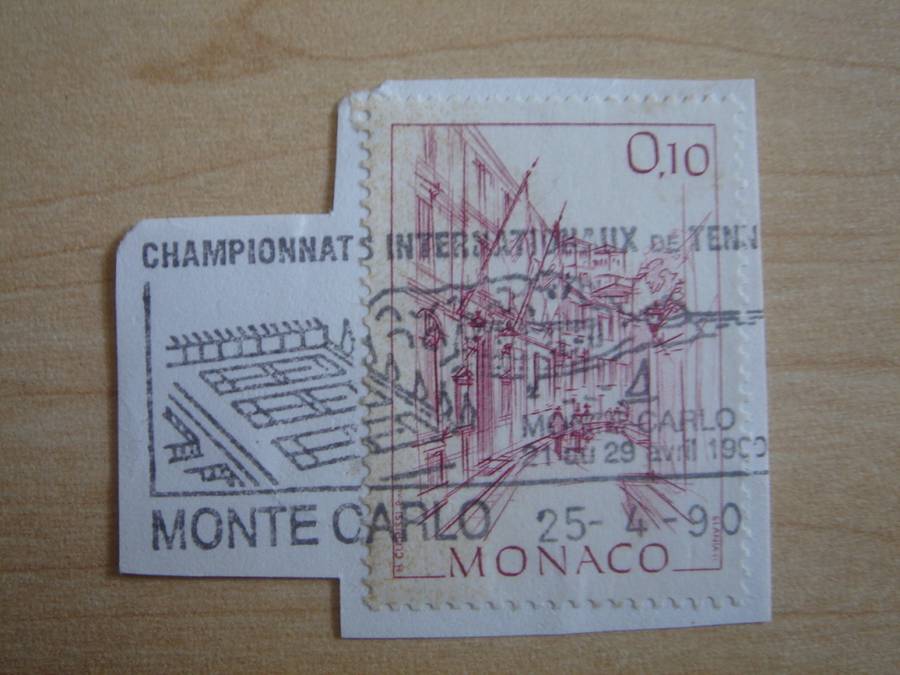 0,10
CHAMPIONNATS INTERNATIONAUX DE TENN
MONTE-CARLO
21 au 29 avril 1990
MONTE CARLO 25-4-90
MONACO